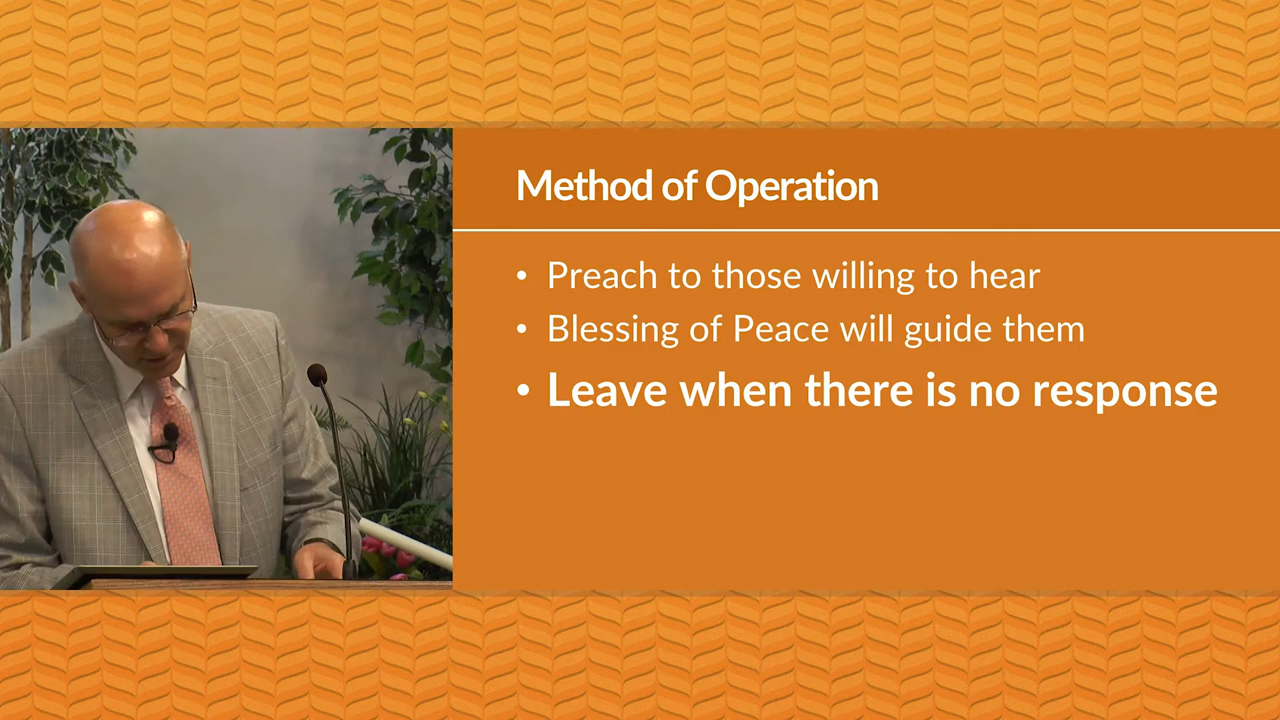 Method of Operation
• Preach to those willing to hear
• Blessing of Peace will guide them
• Leave when there is no response